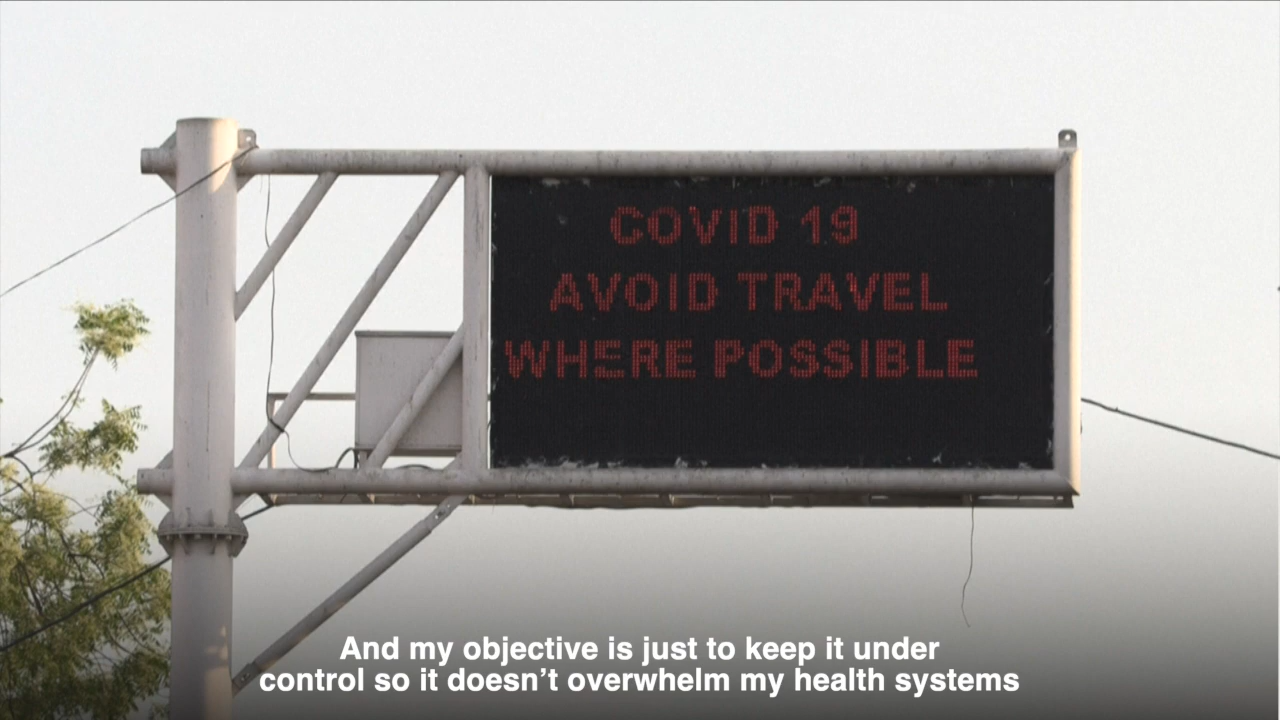 COVID 19
AVOID TRAVEL
WHERE POSSIBLE
And my objective is just to keep it under
control so it doesn’t overwhelm my health systems